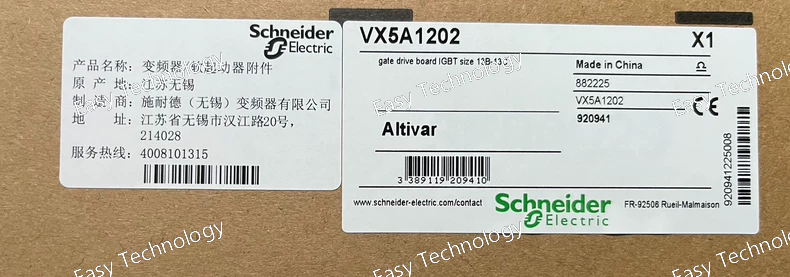 Schneider
Electric
产品名称: 变频器/软起动器附件
原 产 地: 江苏无锡
制 造 商: 施耐德（无锡）变频器有限公司
地 址: 江苏省无锡市汉江路20号，
214028
服务热线: 4008101315
VX5A1202
X1
gate drive board IGBT size 13B-13C
Made in China
882225
VX5A1202
920941
CE
Altivar
3 389119 209410
920941225008
www.schneider-electric.com/contact
Schneider
Electric
FR-92506 Rueil-Malmaison
Easy Technology
Easy Technology
Easy Technology
Easy Technology
Easy Technology
Easy Technology